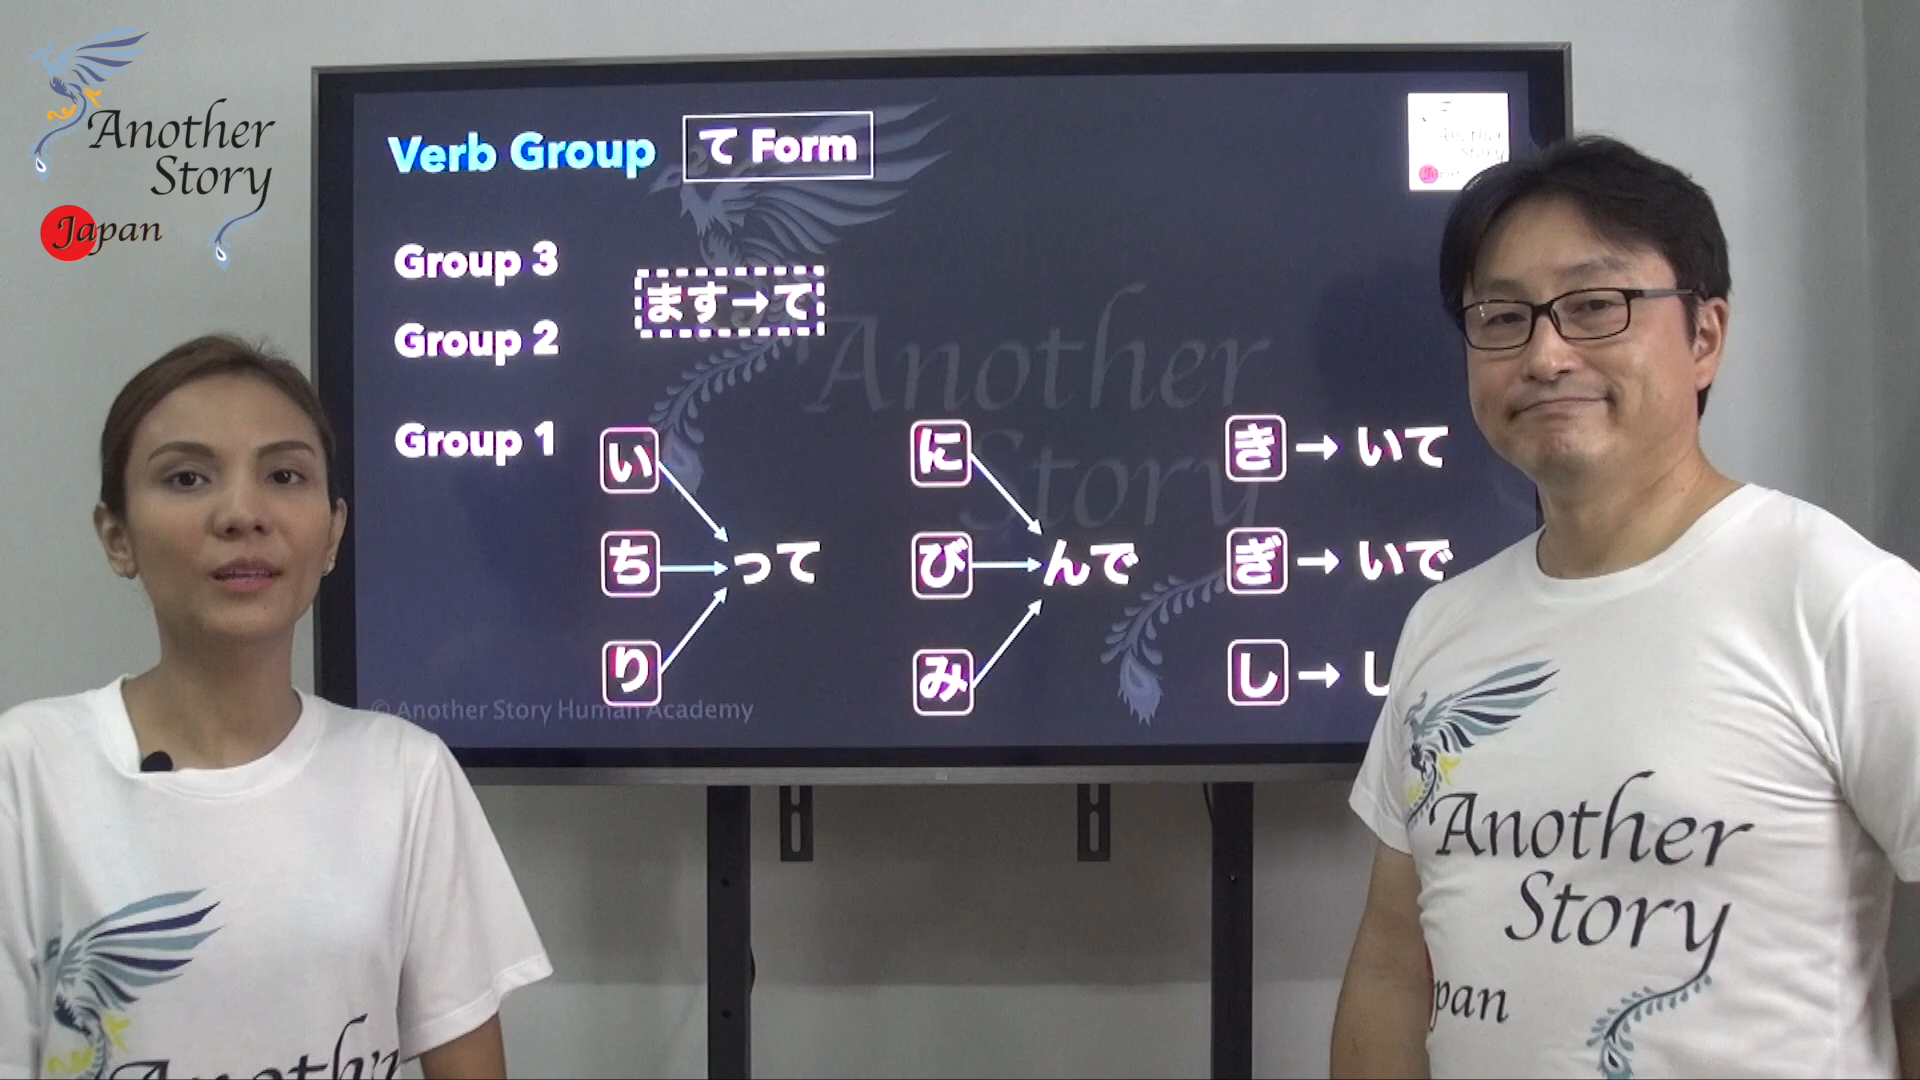 Another
Story
Japan
Verb Group
て Form
Group 3
ます→て
Group 2
Group 1
い
ち
り
って
に
び
み
んで
き → いて
ぎ → いで
し → し
© Another Story Human Academy
Another
Story
Another
Story
pan
Another